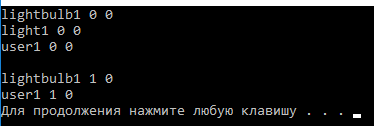 lightbulb1 0 0
light1 0 0
user1 0 0
lightbulb1 1 0
user1 1 0
Для продолжения нажмите любую клавишу . . .